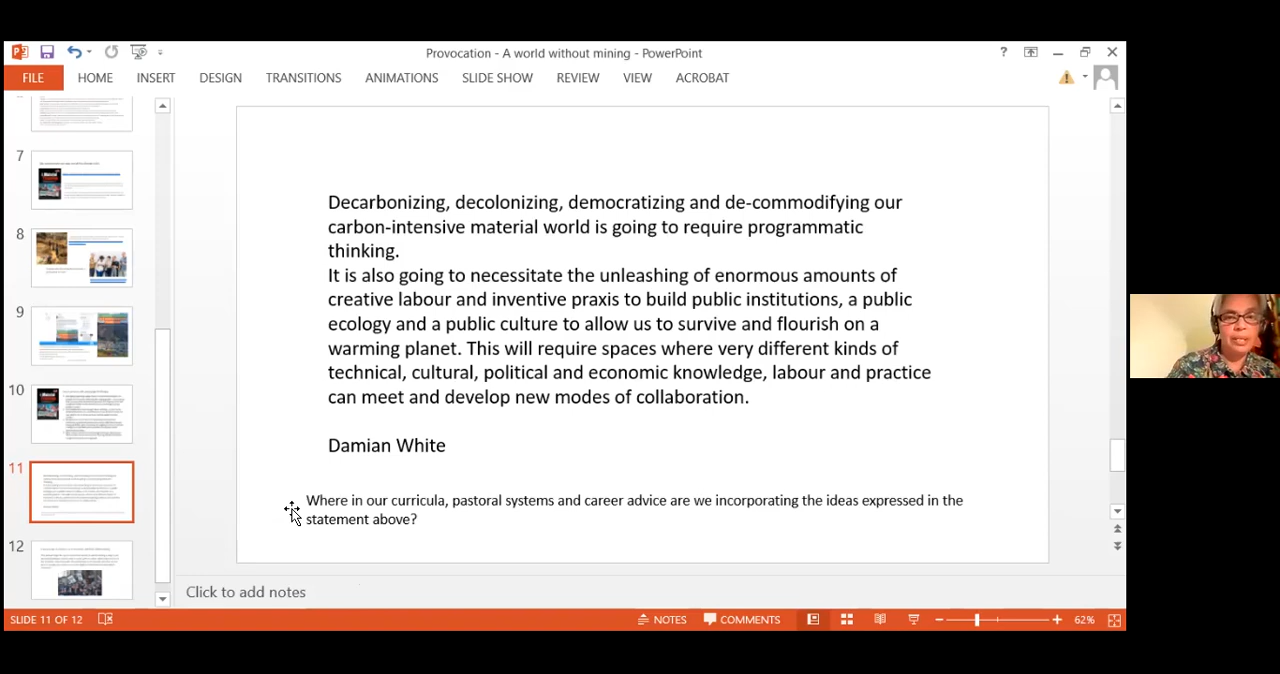 Provocation - A world without mining - PowerPoint
?
FILE HOME INSERT DESIGN TRANSITIONS ANIMATIONS SLIDE SHOW REVIEW VIEW ACROBAT
7
8
9
10
11
12
Decarbonizing, decolonizing, democratizing and de-commodifying our
carbon-intensive material world is going to require programmatic
thinking.
It is also going to necessitate the unleashing of enormous amounts of
creative labour and inventive praxis to build public institutions, a public
ecology and a public culture to allow us to survive and flourish on a
warming planet. This will require spaces where very different kinds of
technical, cultural, political and economic knowledge, labour and practice
can meet and develop new modes of collaboration.
Damian White
Where in our curricula, pastoral systems and career advice are we incorporating the ideas expressed in the
statement above?
Click to add notes
SLIDE 11 OF 12 NOTES COMMENTS 62%